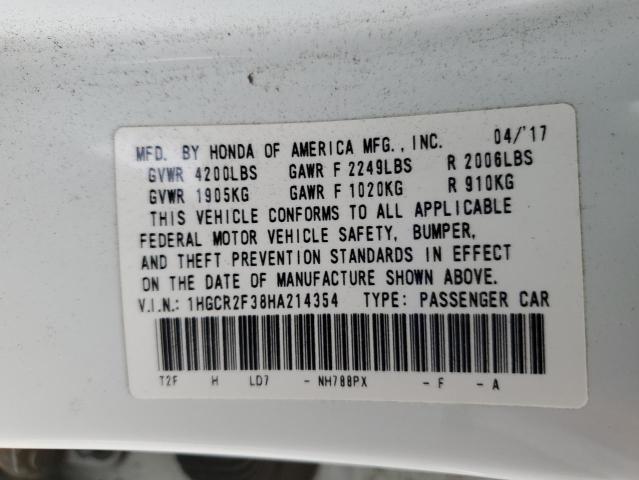 MFD. BY HONDA OF AMERICA MFG., INC. 04/'17
GVWR 4200LBS GAWR F 2249LBS R 2006LBS
GVWR 1905KG GAWR F 1020KG R 910KG
THIS VEHICLE CONFORMS TO ALL APPLICABLE
FEDERAL MOTOR VEHICLE SAFETY, BUMPER,
AND THEFT PREVENTION STANDARDS IN EFFECT
ON THE DATE OF MANUFACTURE SHOWN ABOVE.
V.I.N.: 1HGCR2F38HA214354 TYPE: PASSENGER CAR
T2F H LD7 - NH788PX - F - A